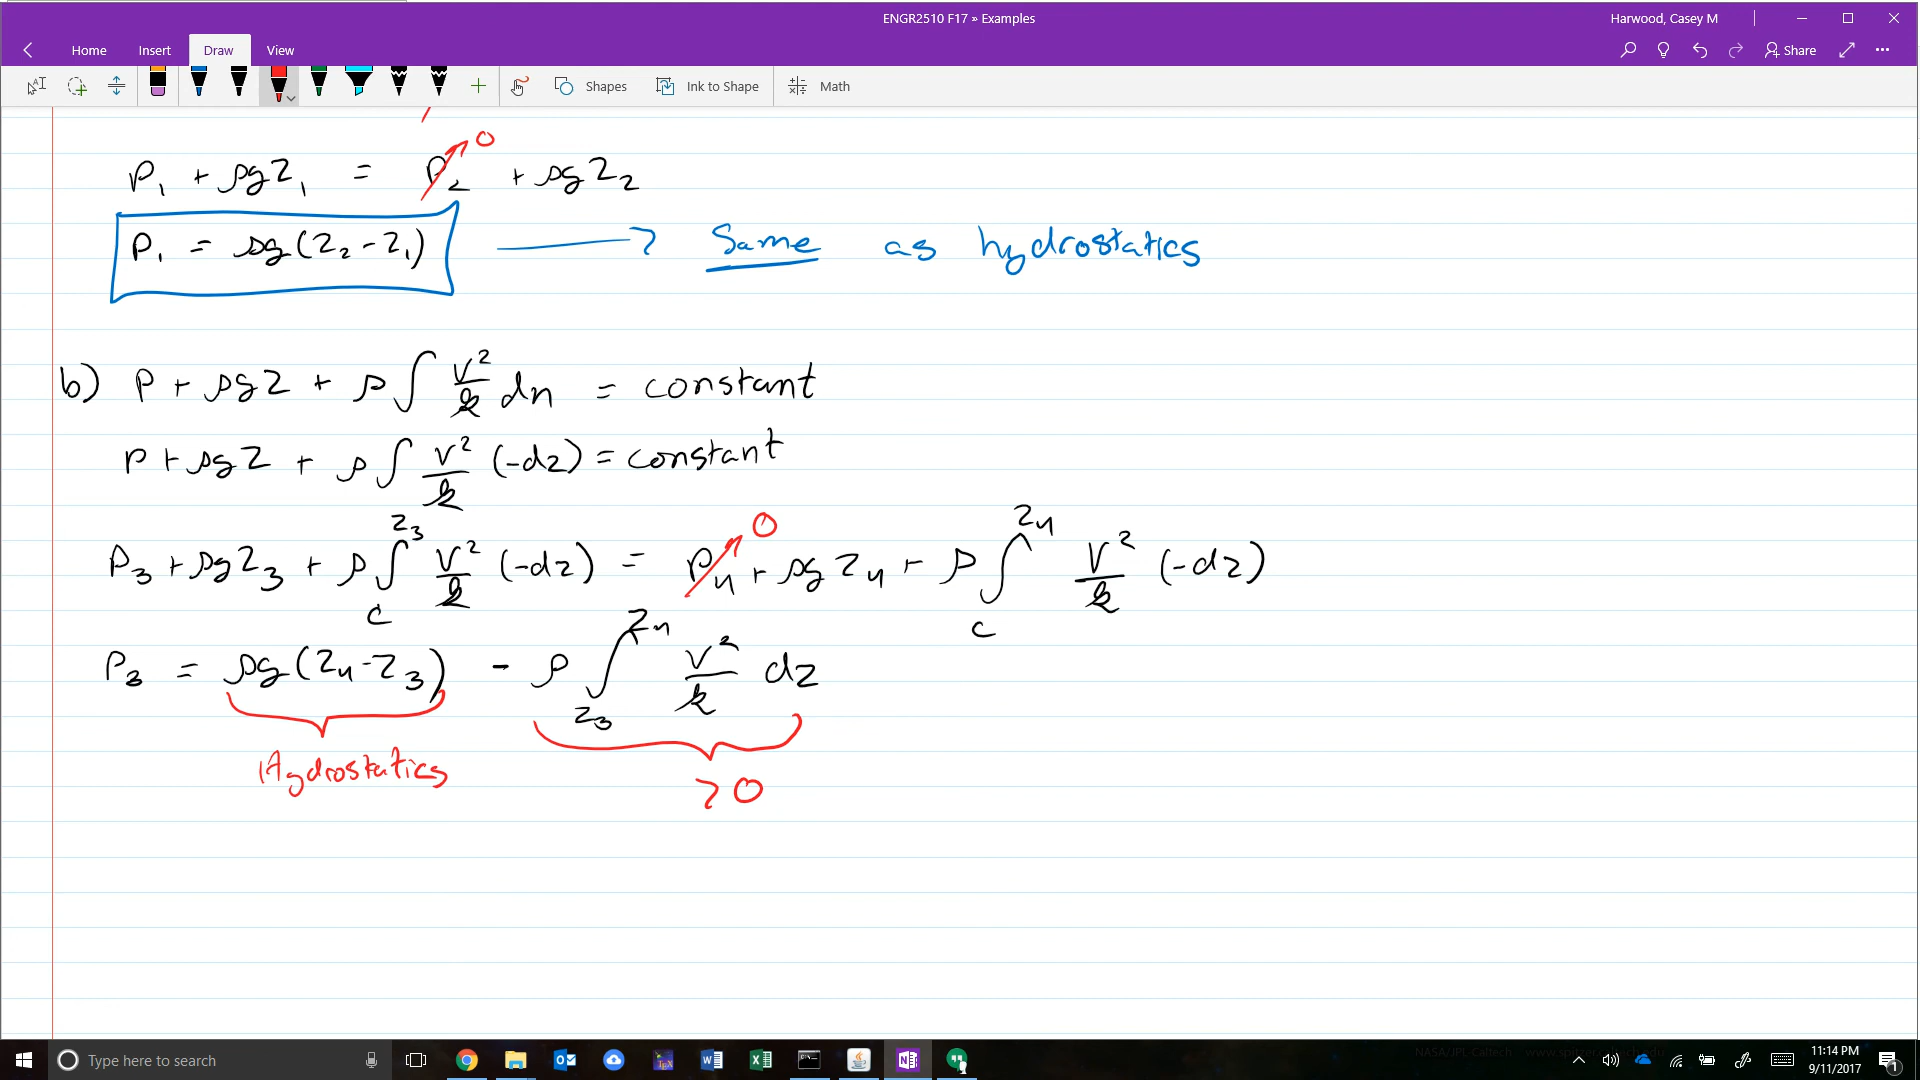 ENGR2510 F17 » Examples
Harwood, Casey M
Home Insert Draw View
Share
Shapes Ink to Shape Math
0
P₁ + ρgZ₁ = P₂ + ρgZ₂
P₁ = ρg(Z₂ - Z₁) → Same as hydrostatics
b) P + ρgZ + ρ∫ V²/R dn = constant
P + ρgZ + ρ∫ V²/R (-dz) = constant
0
P₃ + ρgZ₃ + ρ∫_C^Z₃ V²/R (-dz) = P₄ + ρgZ₄ + ρ∫_C^Z₄ V²/R (-dz)
P₃ = ρg(Z₄ - Z₃) - ρ∫_Z₃^Z₄ V²/R dz
Hydrostatics
> 0
Type here to search
11:14 PM
9/11/2017